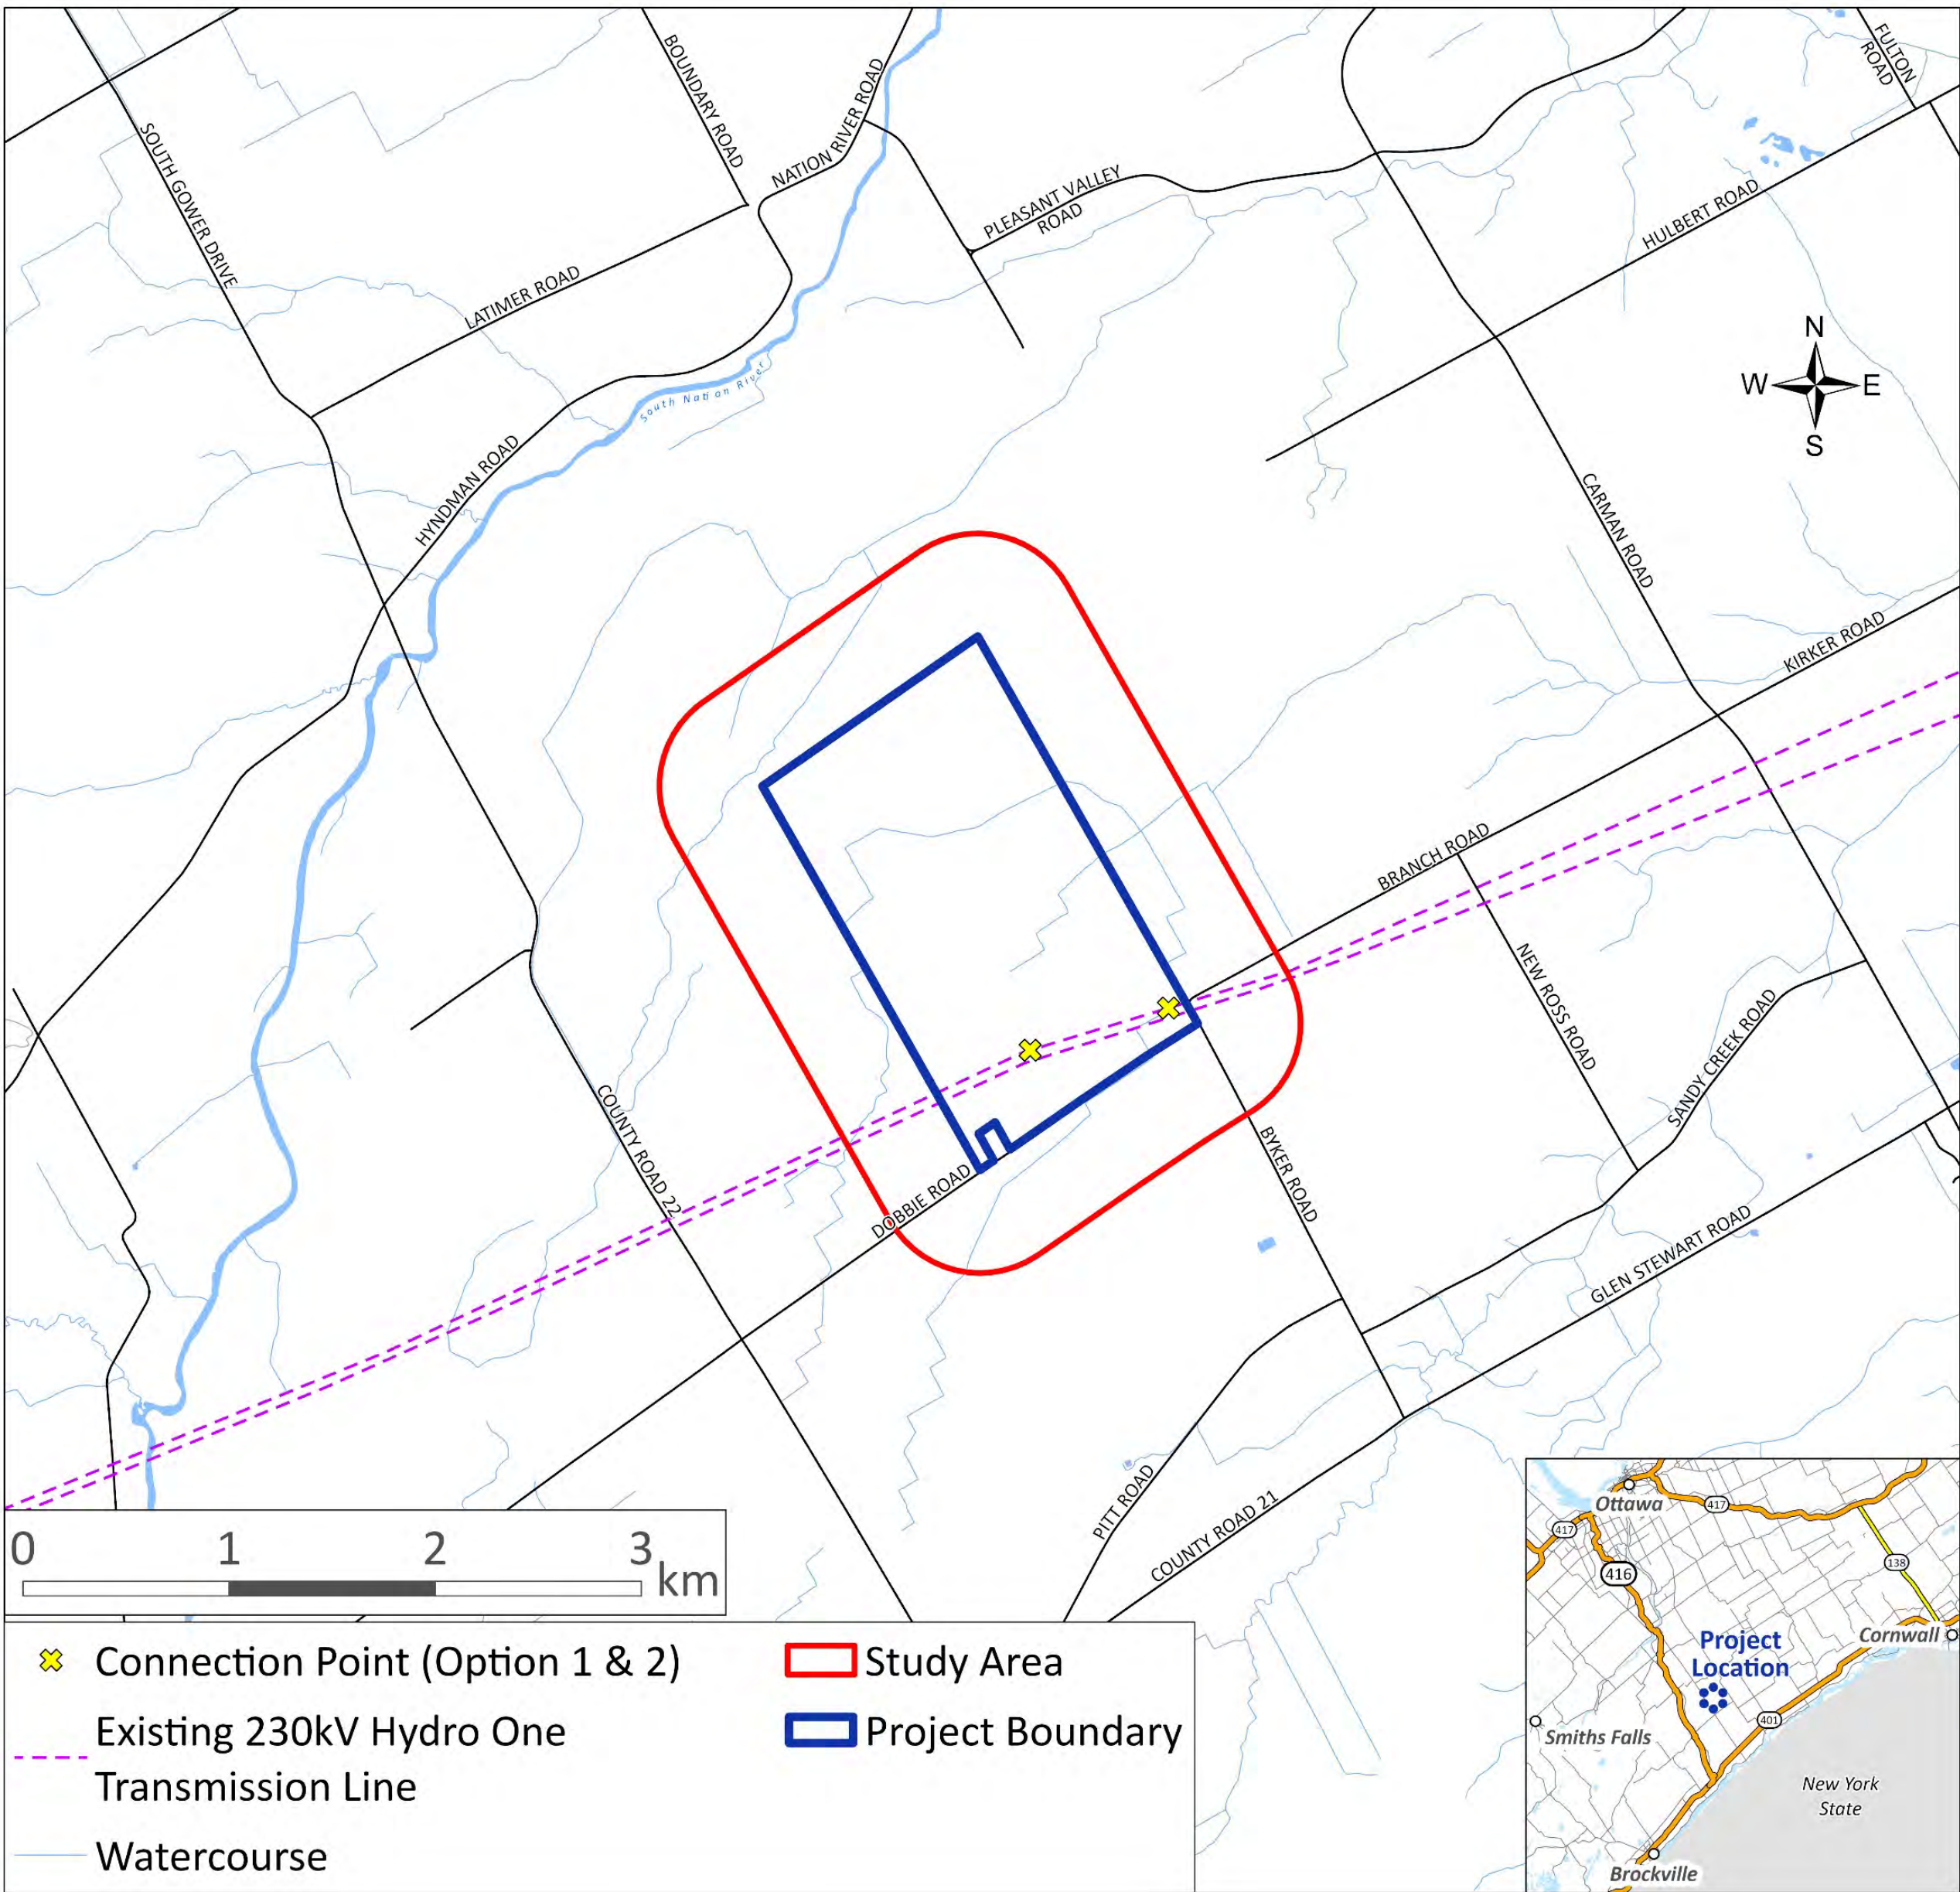 BOUNDARY ROAD
FULTON
ROAD
NATION RIVER ROAD
SOUTH GOWER DRIVE
PLEASANT VALLEY
ROAD
HULBERT ROAD
LATIMER ROAD
N
W
E
S
South Nation River
HYNDMAN ROAD
CARMAN ROAD
KIRKER ROAD
BRANCH ROAD
NEW ROSS ROAD
SANDY CREEK ROAD
COUNTY ROAD 22
BYKER ROAD
DOBBIE ROAD
GLEN STEWART ROAD
PITT ROAD
COUNTY ROAD 21
0
1
2
3
km
Connection Point (Option 1 & 2)
Existing 230kV Hydro One
Transmission Line
Watercourse
Study Area
Project Boundary
Ottawa
417
417
416
138
Project
Location
Cornwall
401
Smiths Falls
New York
State
Brockville